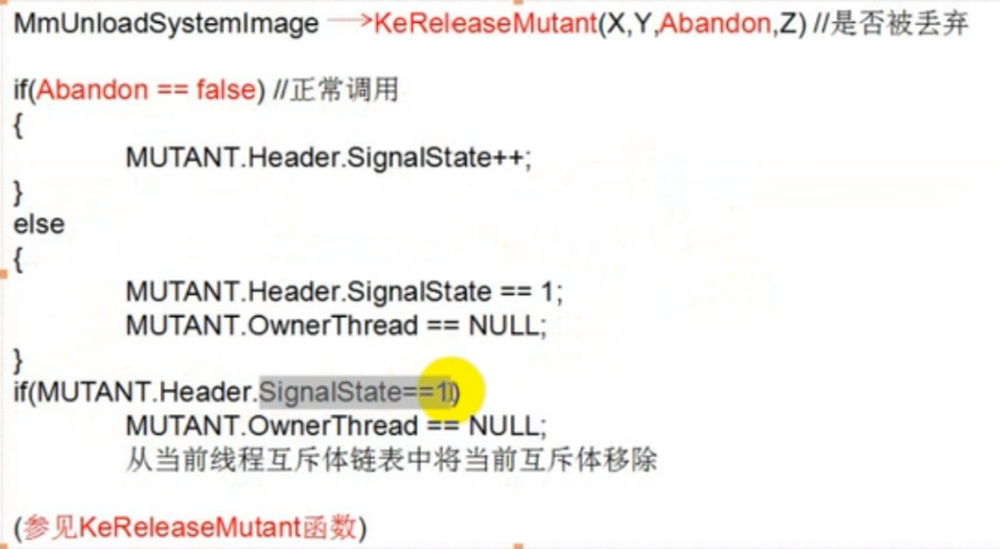 MmUnloadSystemImage →KeReleaseMutant(X,Y,Abandon,Z) //是否被丢弃
if(Abandon == false) //正常调用
{
MUTANT.Header.SignalState++;
}
else
{
MUTANT.Header.SignalState == 1;
MUTANT.OwnerThread == NULL;
}
if(MUTANT.Header.SignalState==1)
MUTANT.OwnerThread == NULL;
从当前线程互斥体链表中将当前互斥体移除
(参见KeReleaseMutant函数)